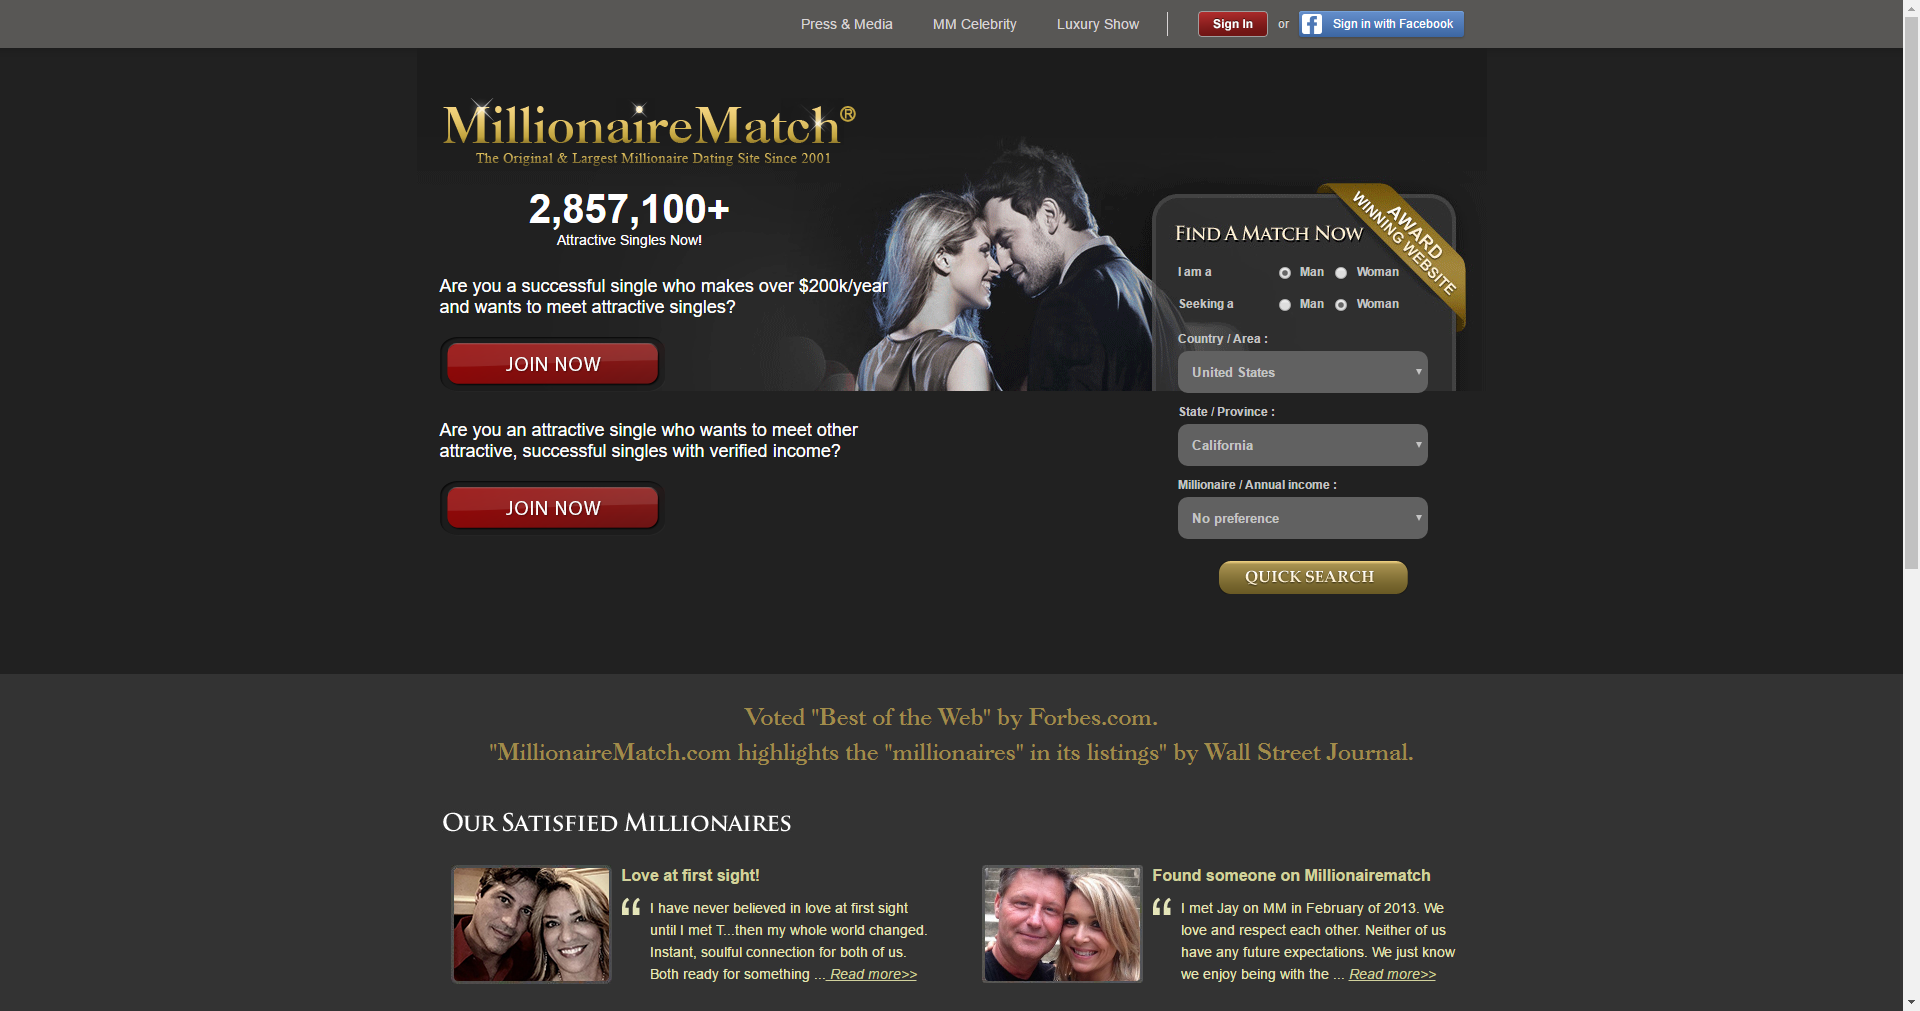 Press & Media
MM Celebrity
Luxury Show
Sign In
or
Sign in with Facebook
MillionaireMatch®
The Original & Largest Millionaire Dating Site Since 2001
2,857,100+
Attractive Singles Now!
Are you a successful single who makes over $200k/year
and wants to meet attractive singles?
JOIN NOW
Are you an attractive single who wants to meet other
attractive, successful singles with verified income?
JOIN NOW
AWARD
WINNING WEBSITE
FIND A MATCH NOW
I am a
Man
Woman
Seeking a
Man
Woman
Country / Area :
United States
State / Province :
California
Millionaire / Annual income :
No preference
QUICK SEARCH
Voted "Best of the Web" by Forbes.com.
"MillionaireMatch.com highlights the "millionaires" in its listings" by Wall Street Journal.
OUR SATISFIED MILLIONAIRES
Love at first sight!
“ I have never believed in love at first sight
until I met T...then my whole world changed.
Instant, soulful connection for both of us.
Both ready for something ... Read more>>
Found someone on Millionairematch
“ I met Jay on MM in February of 2013. We
love and respect each other. Neither of us
have any future expectations. We just know
we enjoy being with the ... Read more>>